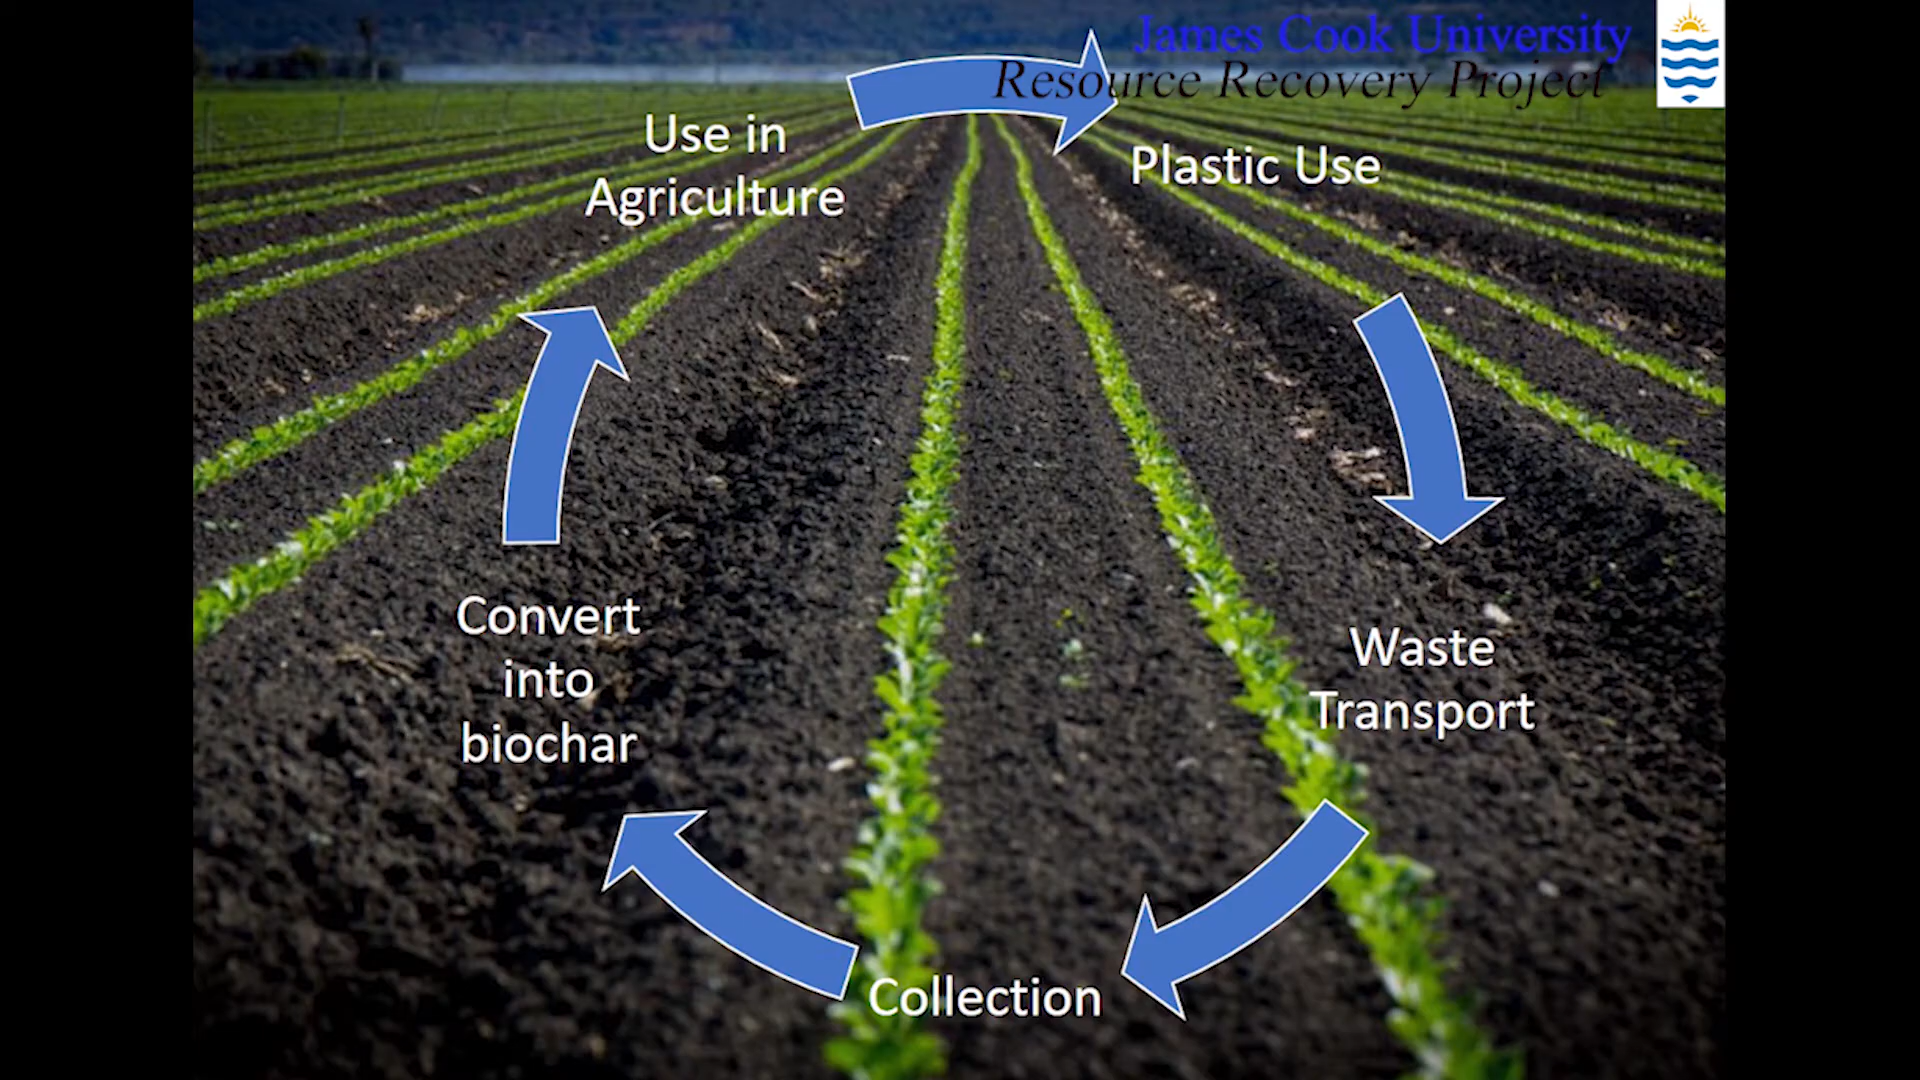 James Cook University
Resource Recovery Project
Use in
Agriculture
Plastic Use
Waste
Transport
Collection
Convert
into
biochar